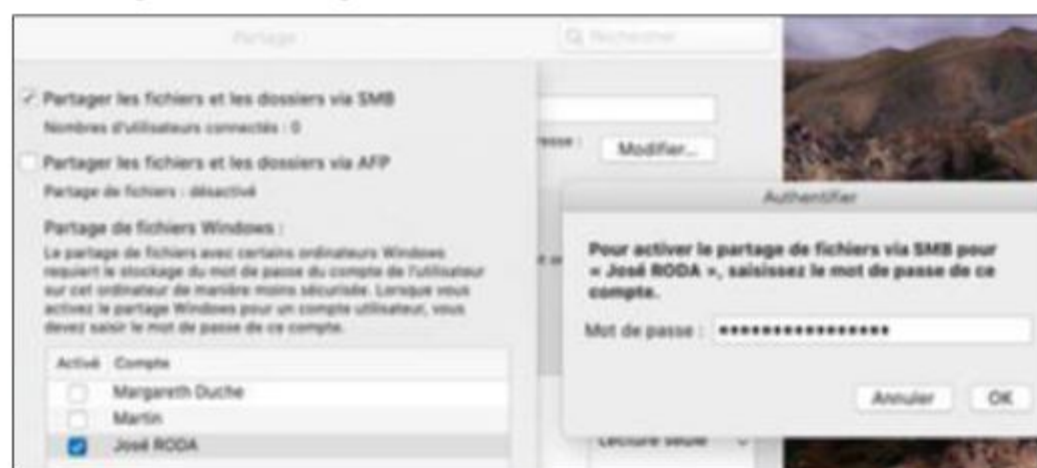 Partage
Rechercher
Partager les fichiers et les dossiers via SMB
Nombres d'utilisateurs connectés : 0
Partager les fichiers et les dossiers via AFP
Partage de fichiers : désactivé
Partage de fichiers Windows :
Le partage de fichiers avec certains ordinateurs Windows
requiert le stockage du mot de passe du compte de l'utilisateur
sur cet ordinateur de manière moins sécurisée. Lorsque vous
activez le partage Windows pour un compte utilisateur, vous
devez saisir le mot de passe de ce compte.
Activé Compte
Margareth Duche
Martin
José RODA
Modifier...
Authentifier
Pour activer le partage de fichiers via SMB pour
« José RODA », saisissez le mot de passe de ce
compte.
Mot de passe : ••••••••••••••••
Annuler OK
Lecture seule